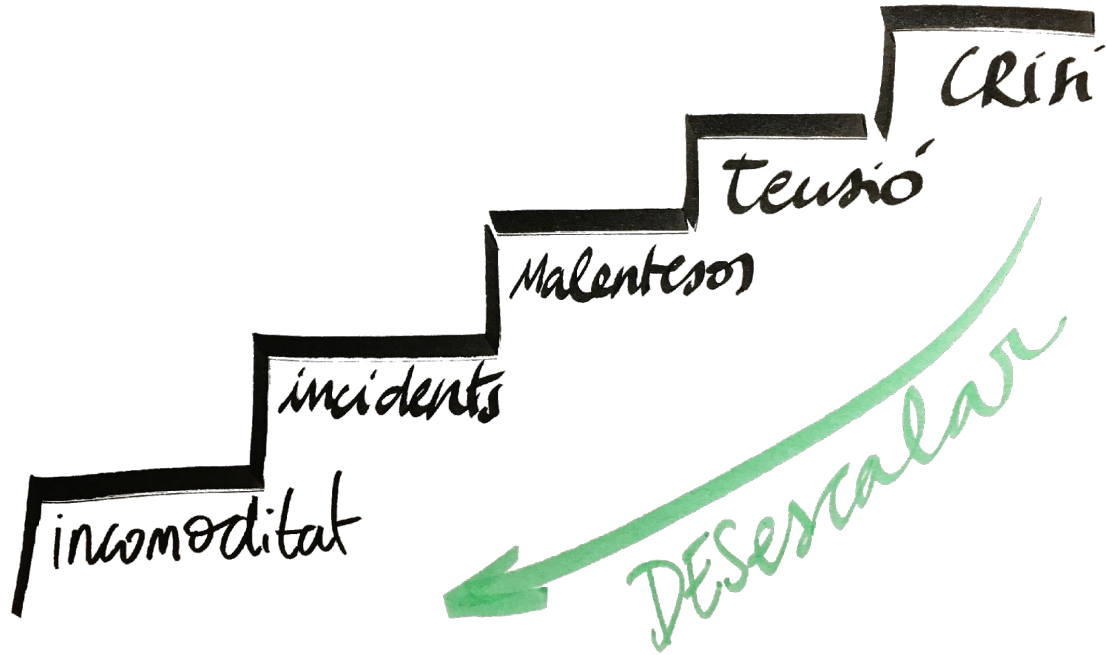 CRisi
Tensió
Malentesos
incidents
incomoditat
DESescalar